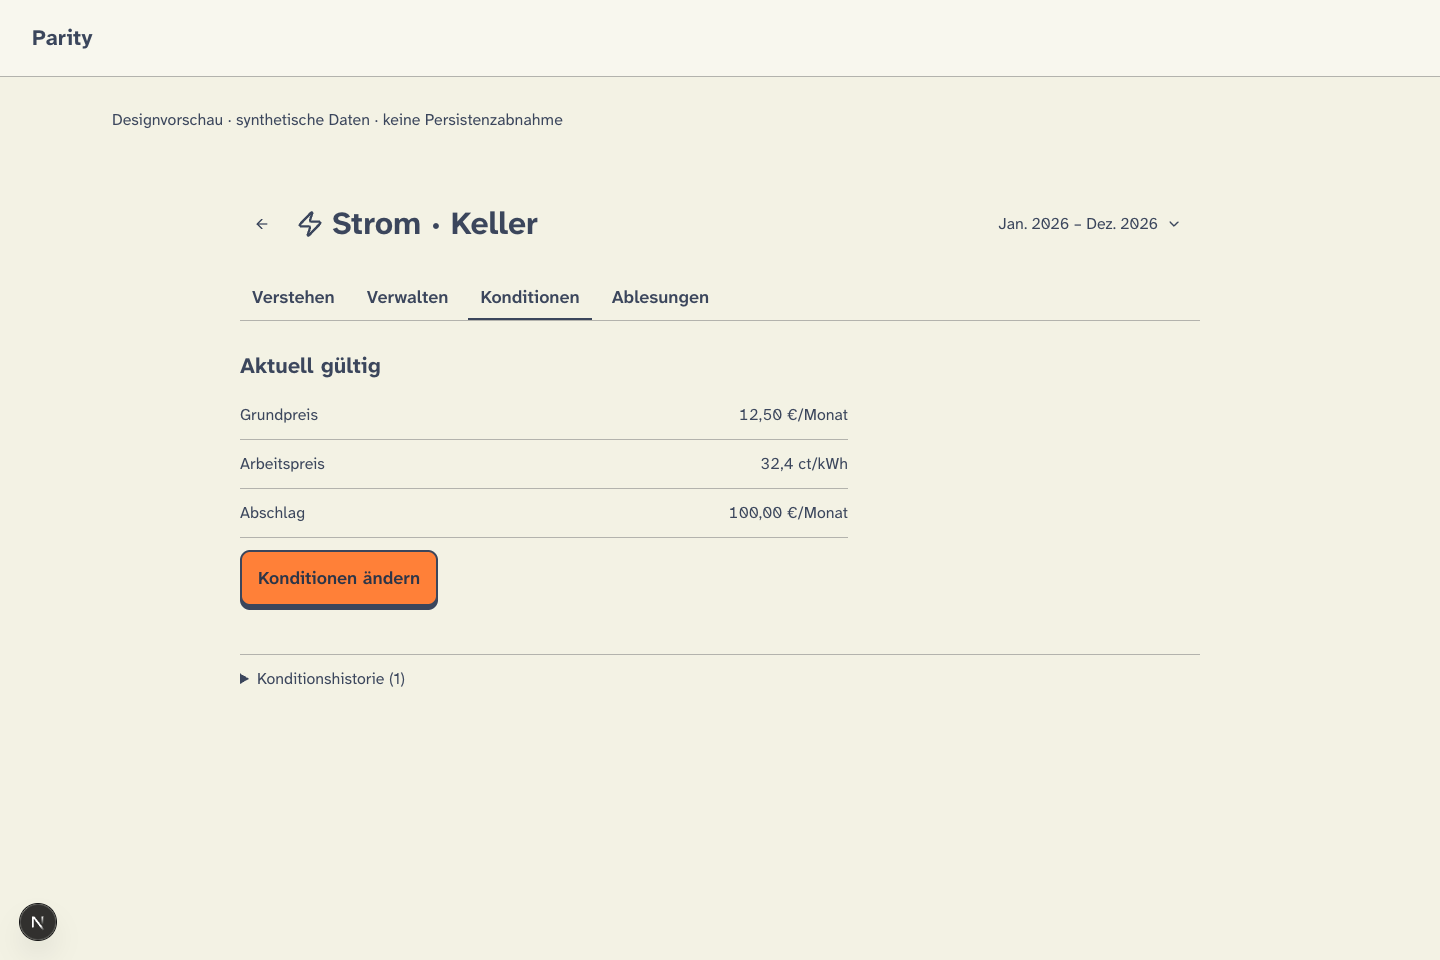 Parity
Designvorschau · synthetische Daten · keine Persistenzabnahme
Strom · Keller
Jan. 2026 – Dez. 2026
Verstehen Verwalten Konditionen Ablesungen
Aktuell gültig
Grundpreis 12,50 €/Monat
Arbeitspreis 32,4 ct/kWh
Abschlag 100,00 €/Monat
Konditionen ändern
Konditionshistorie (1)
N